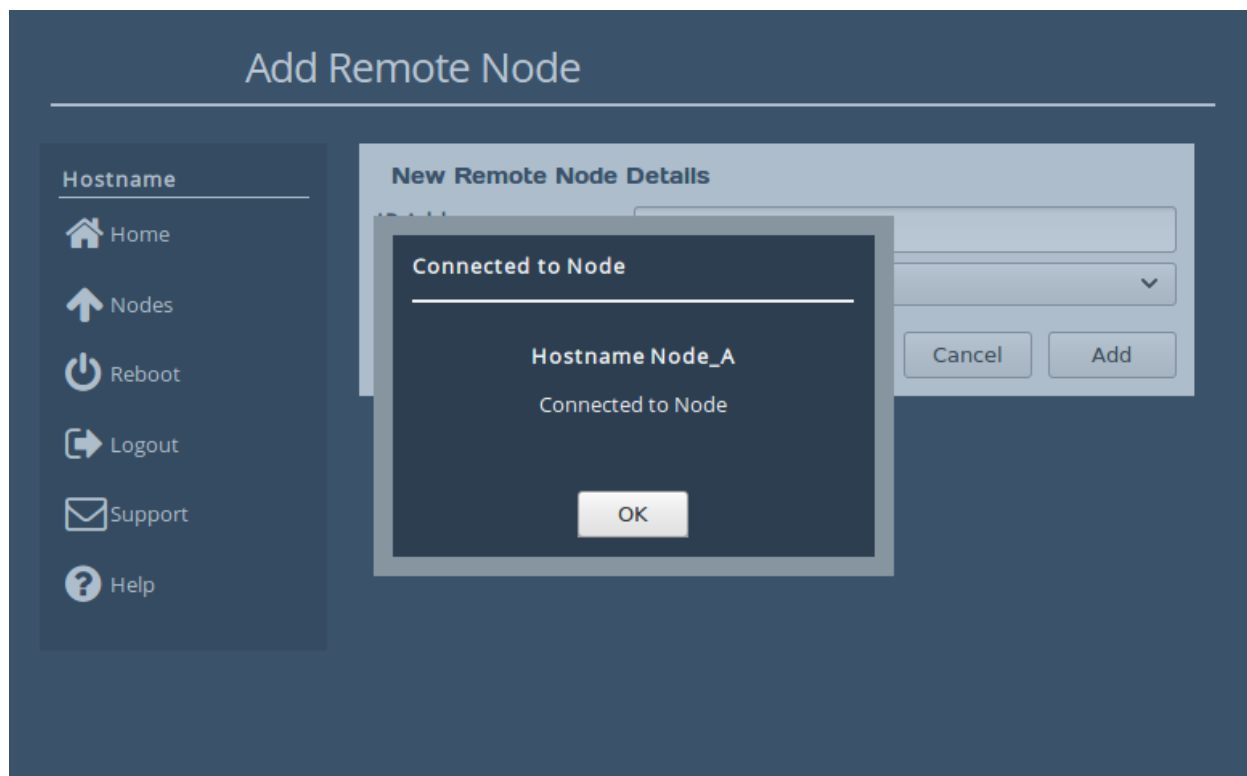 Add Remote Node
Hostname
Home
Nodes
Reboot
Logout
Support
Help
New Remote Node Details
Connected to Node
Hostname Node_A
Connected to Node
OK
Cancel
Add